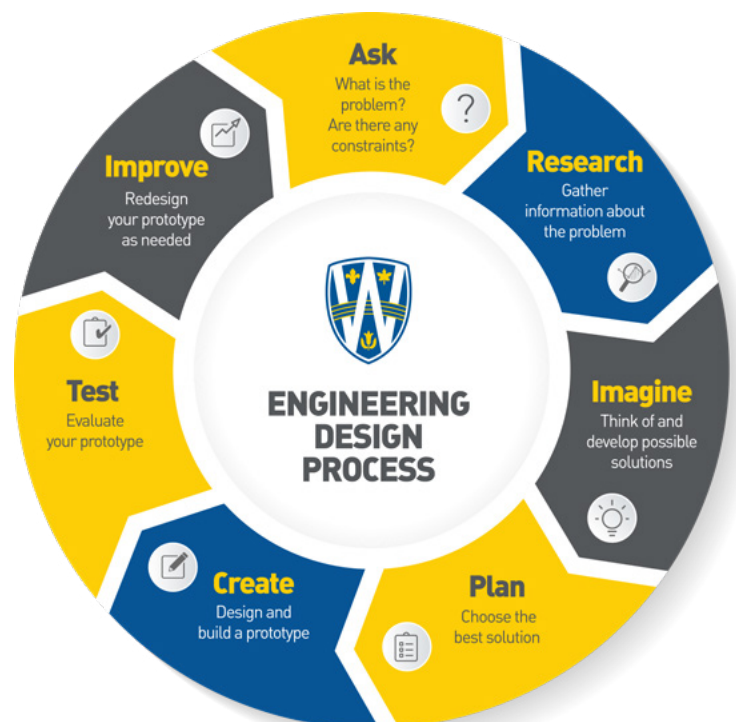 Ask
What is the
problem?
Are there any
constraints?
?
Research
Gather
information about
the problem
Imagine
Think of and
develop possible
solutions
Plan
Choose the
best solution
Create
Design and
build a prototype
Test
Evaluate
your prototype
Improve
Redesign
your prototype
as needed
W
ENGINEERING
DESIGN
PROCESS